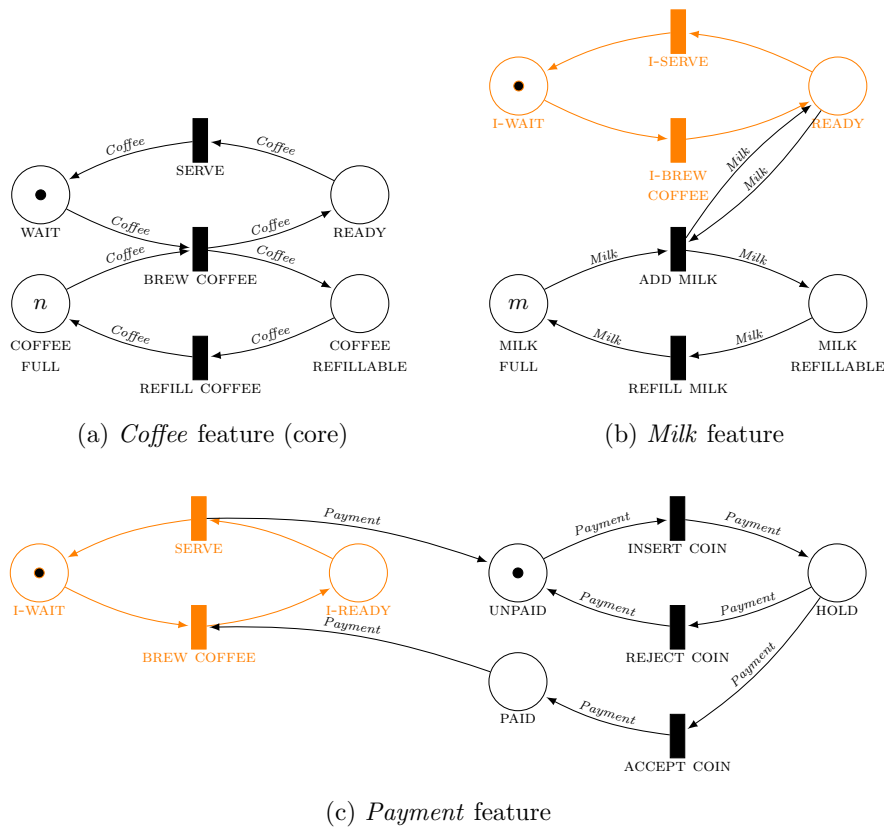 Coffee
Coffee
SERVE
WAIT
READY
Coffee
Coffee
Coffee
Coffee
BREW COFFEE
n
COFFEE
FULL
COFFEE
REFILLABLE
Coffee
Coffee
REFILL COFFEE
(a) Coffee feature (core)
I-SERVE
I-WAIT
READY
I-BREW
COFFEE
Milk
Milk
Milk
Milk
ADD MILK
m
MILK
FULL
MILK
REFILLABLE
Milk
Milk
REFILL MILK
(b) Milk feature
Payment
SERVE
I-WAIT
I-READY
BREW COFFEE
Payment
Payment
Payment
INSERT COIN
UNPAID
HOLD
Payment
Payment
REJECT COIN
Payment
PAID
Payment
ACCEPT COIN
(c) Payment feature